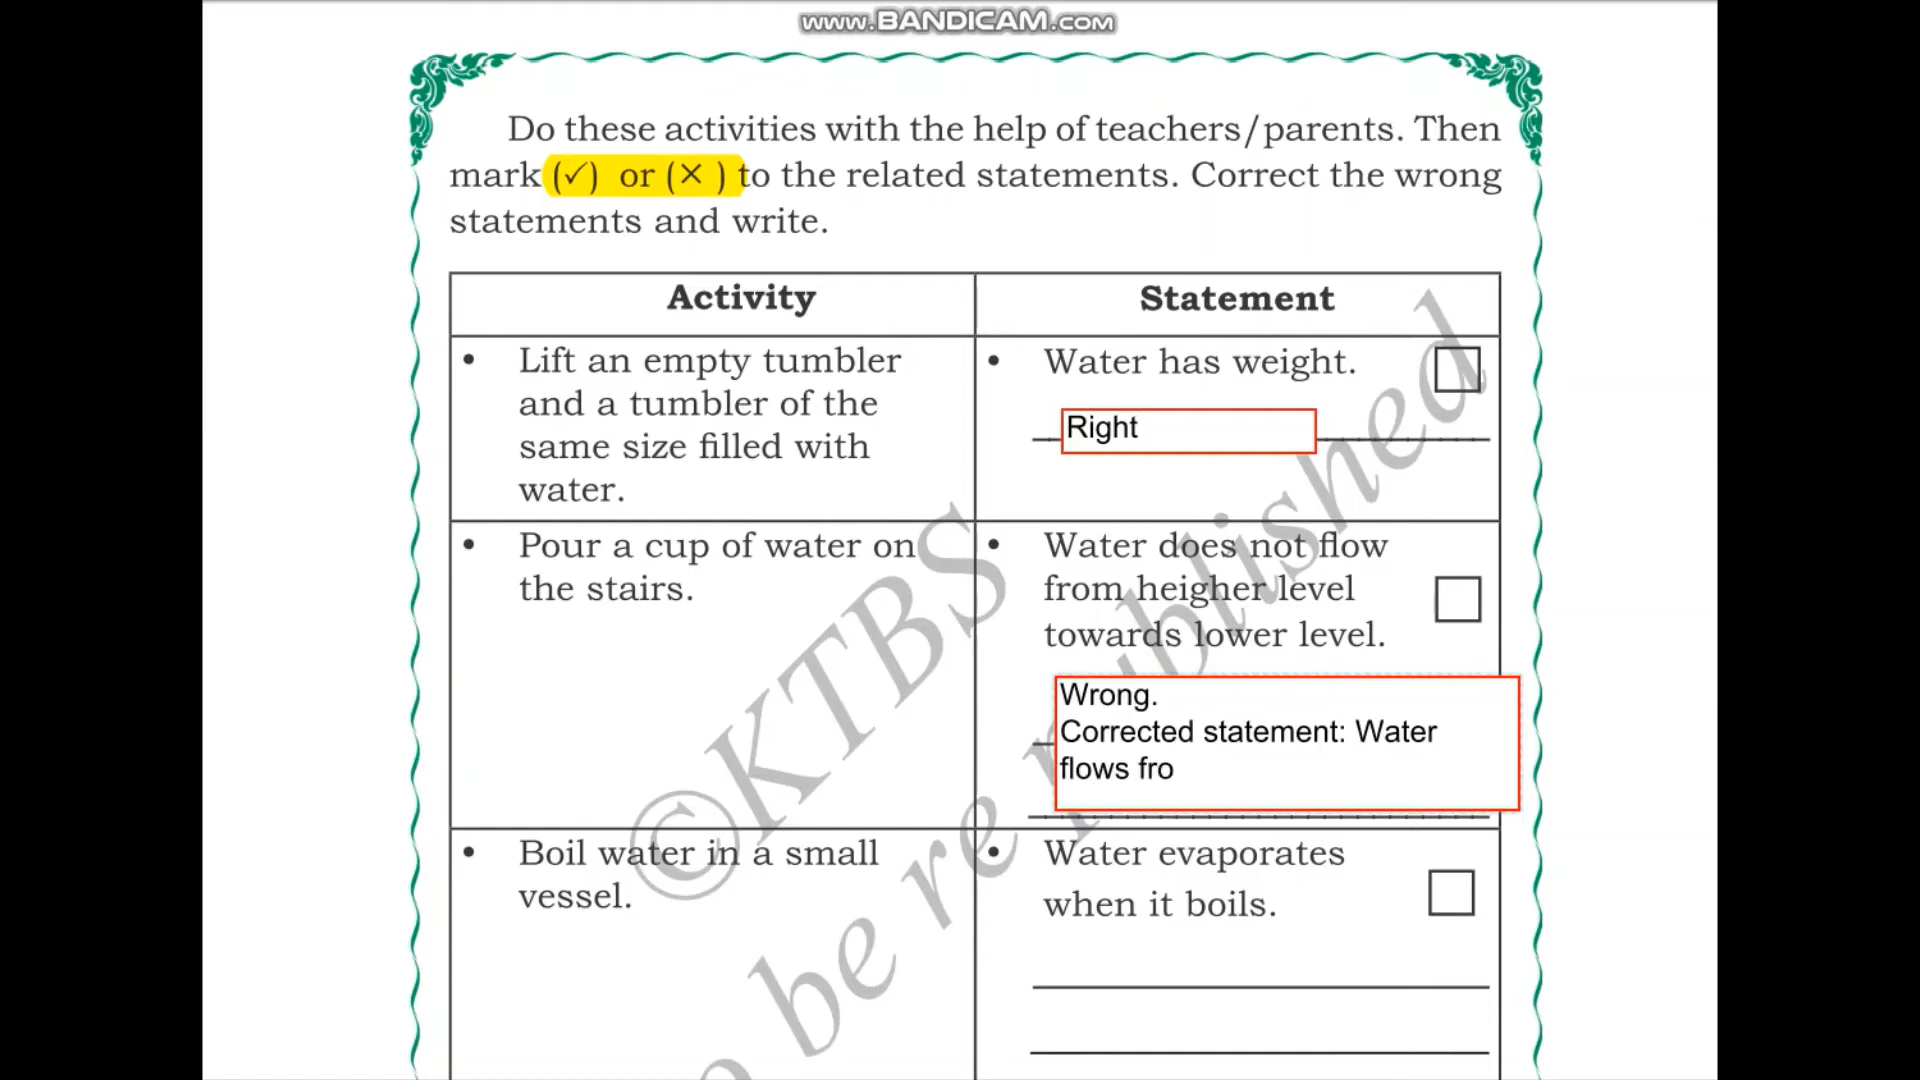 www.BANDICAM.com
Do these activities with the help of teachers/parents. Then
mark (✓) or (✕ ) to the related statements. Correct the wrong
statements and write.
Activity
Statement
• Lift an empty tumbler
and a tumbler of the
same size filled with
water.
• Water has weight.
Right
• Pour a cup of water on
the stairs.
• Water does not flow
from heigher level
towards lower level.
Wrong.
Corrected statement: Water
flows fro
• Boil water in a small
vessel.
• Water evaporates
when it boils.
©KTBS
be re published